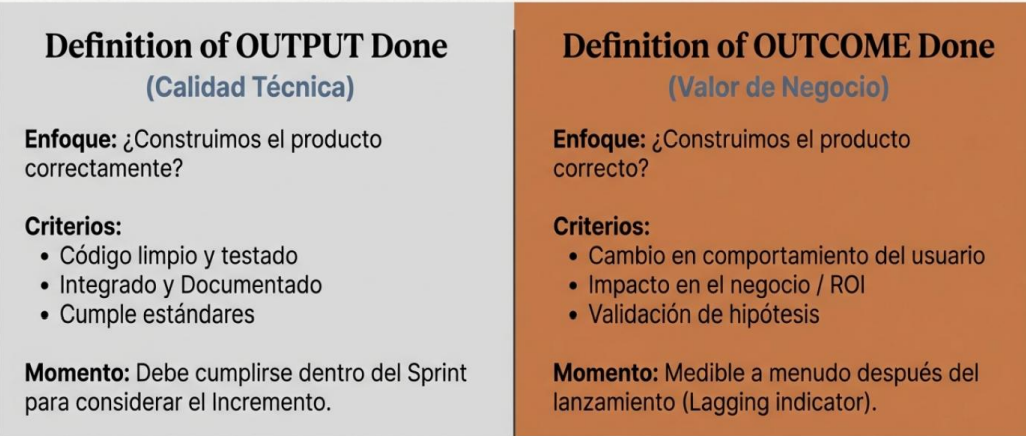 Definition of OUTPUT Done
(Calidad Técnica)
Enfoque: ¿Construimos el producto
correctamente?
Criterios:
• Código limpio y testado
• Integrado y Documentado
• Cumple estándares
Momento: Debe cumplirse dentro del Sprint
para considerar el Incremento.
Definition of OUTCOME Done
(Valor de Negocio)
Enfoque: ¿Construimos el producto
correcto?
Criterios:
• Cambio en comportamiento del usuario
• Impacto en el negocio / ROI
• Validación de hipótesis
Momento: Medible a menudo después del
lanzamiento (Lagging indicator).